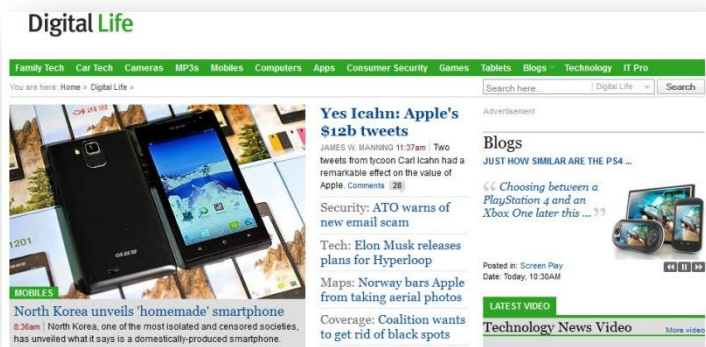 Digital Life
Family Tech Car Tech Cameras MP3s Mobiles Computers Apps Consumer Security Games Tablets Blogs Technology IT Pro
You are here: Home > Digital Life >
Search here...
Digital Life
Search
1201
MOBILES
North Korea unveils 'homemade' smartphone
8:36am | North Korea, one of the most isolated and censored societies,
has unveiled what it says is a domestically-produced smartphone.
Yes Icahn: Apple's
$12b tweets
JAMES W. MANNING 11:37am | Two
tweets from tycoon Carl Icahn had a
remarkable effect on the value of
Apple. Comments 28
Security: ATO warns of
new email scam
Tech: Elon Musk releases
plans for Hyperloop
Maps: Norway bars Apple
from taking aerial photos
Coverage: Coalition wants
to get rid of black spots
Advertisement
Blogs
JUST HOW SIMILAR ARE THE PS4 ...
“ Choosing between a
PlayStation 4 and an
Xbox One later this ... ”
Posted in: Screen Play
Date: Today, 10:30AM
LATEST VIDEO
Technology News Video
More video